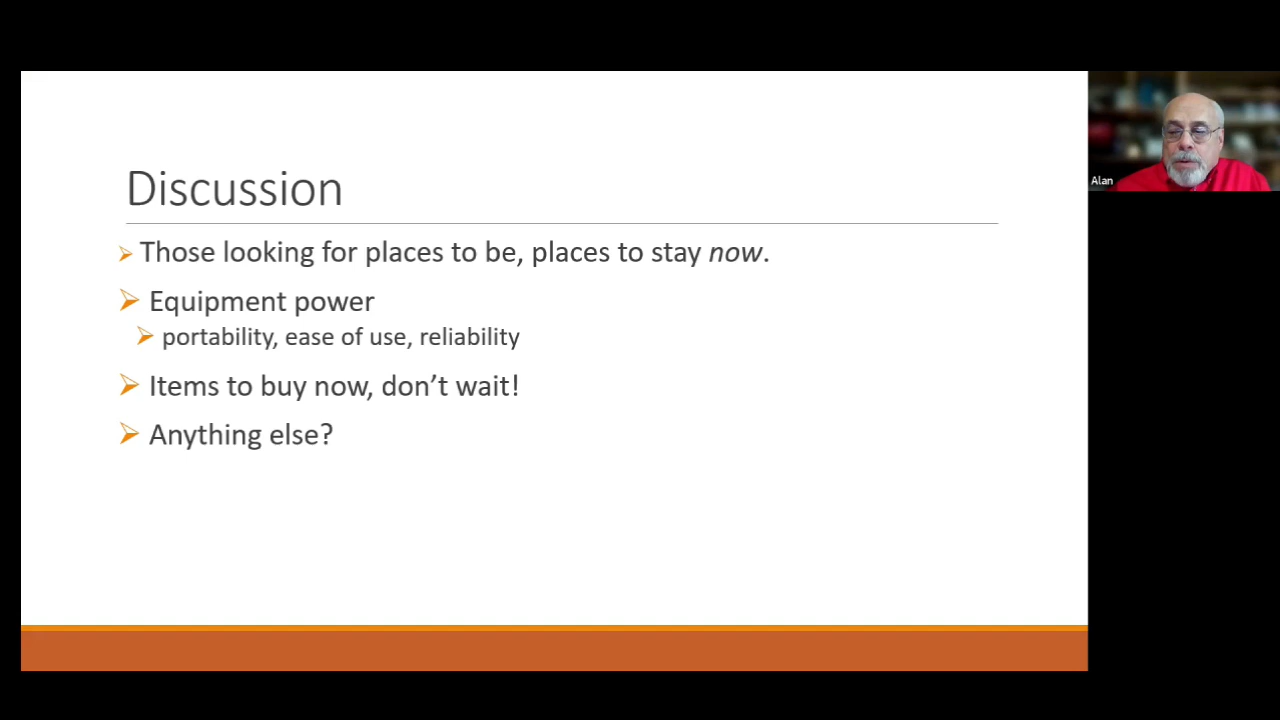 Discussion
Those looking for places to be, places to stay now.
Equipment power
portability, ease of use, reliability
Items to buy now, don’t wait!
Anything else?
Alan